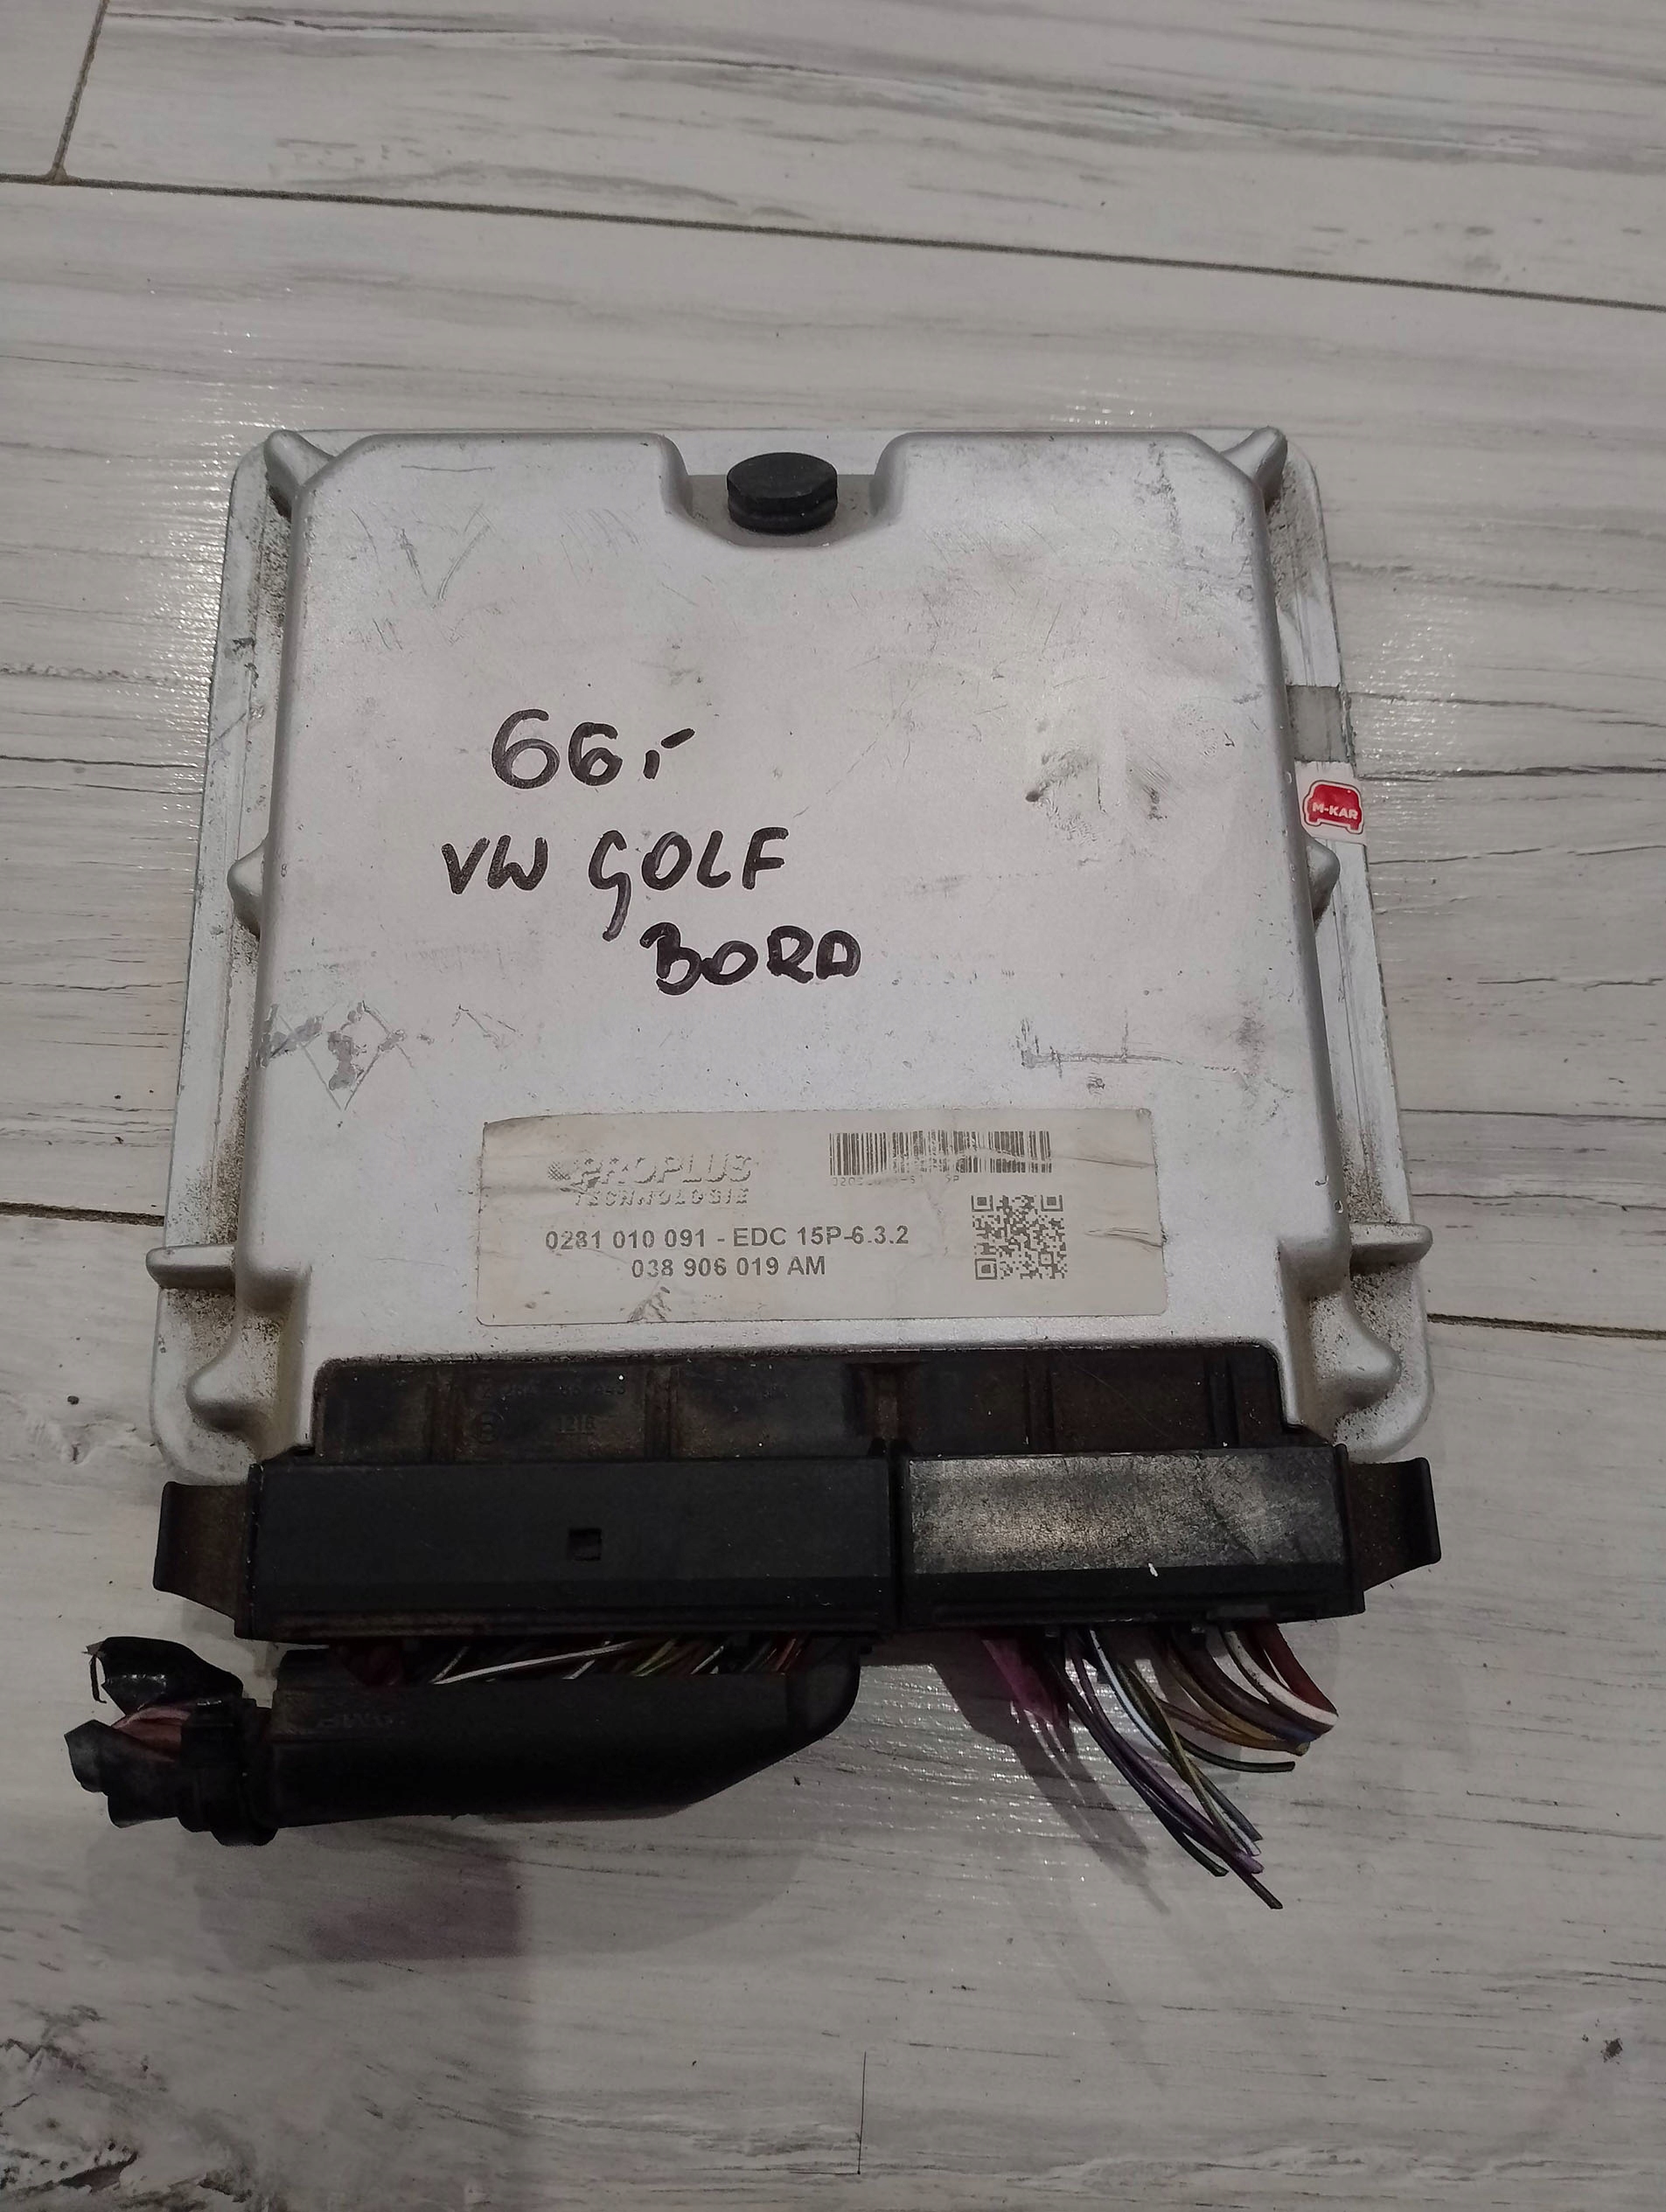 66,-
VW GOLF
BORA
M-KAR
PROPLUS
TECHNOLOGIE
0281 010 091 - EDC 15P-6.3.2
038 906 019 AM
1215